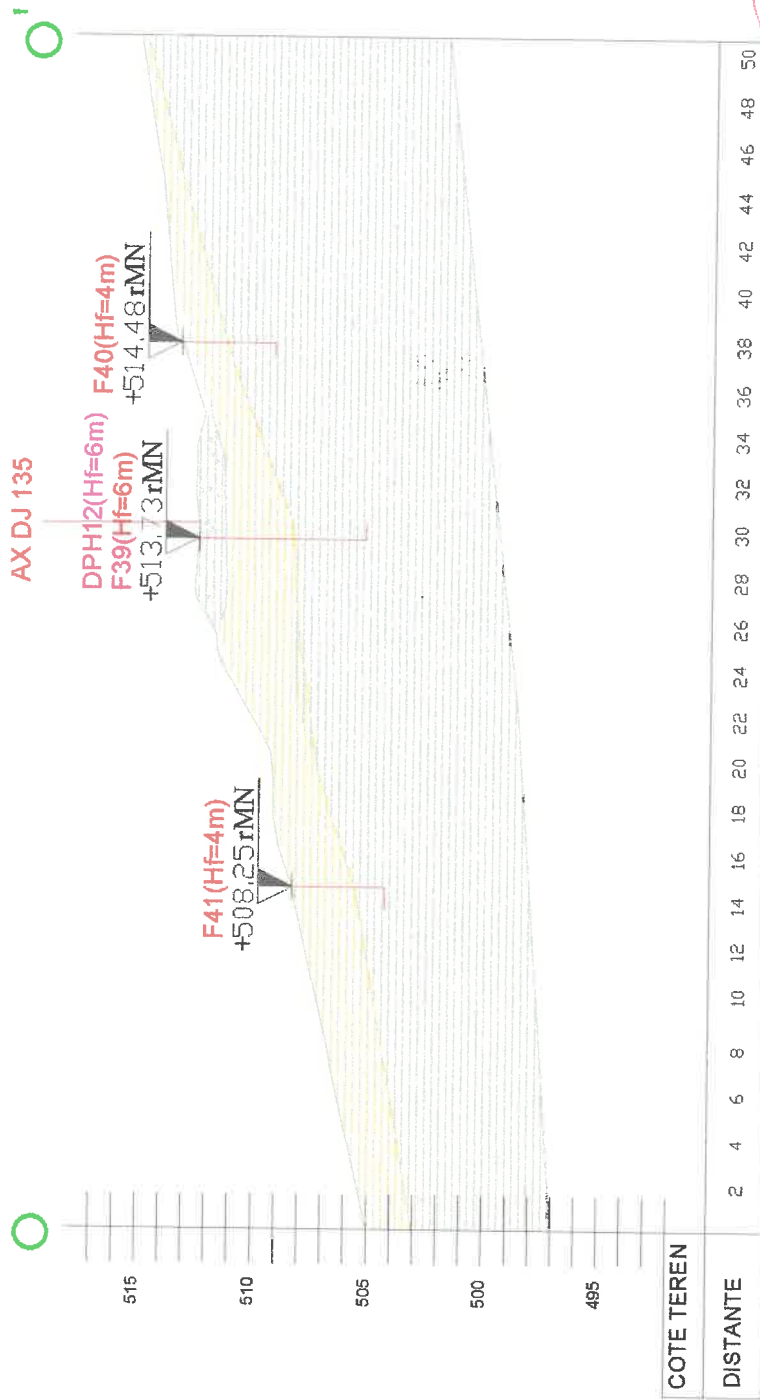 AX DJ 135
DPH12(Hf=6m)
F39(Hf=6m)
+513.73rMN
F40(Hf=4m)
+514.48rMN
F41(Hf=4m)
+508.25rMN
515
510
505
500
495
COTE TEREN
DISTANTE
2 4 6 8 10 12 14 16 18 20 22 24 26 28 30 32 34 36 38 40 42 44 46 48 50